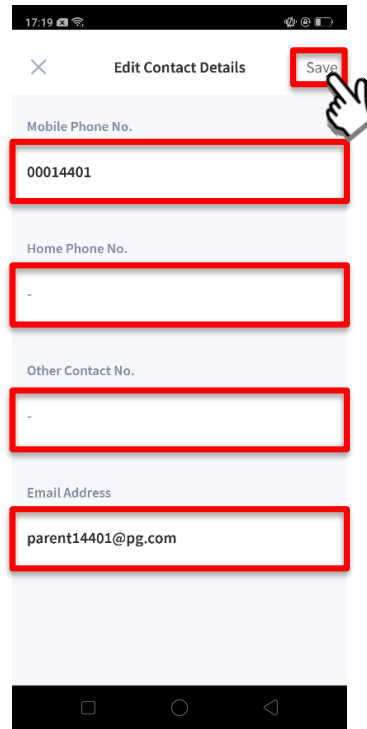 17:19
Edit Contact Details
Save
Mobile Phone No.
00014401
Home Phone No.
-
Other Contact No.
-
Email Address
parent14401@pg.com